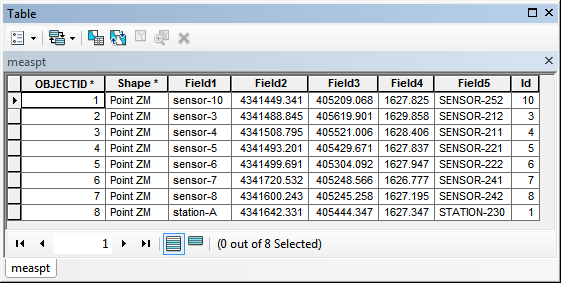 Table
measpt
OBJECTID * Shape * Field1 Field2 Field3 Field4 Field5 Id
1 Point ZM sensor-10 4341449.341 405209.068 1627.825 SENSOR-252 10
2 Point ZM sensor-3 4341488.845 405619.901 1629.858 SENSOR-212 3
3 Point ZM sensor-4 4341508.795 405521.006 1628.406 SENSOR-211 4
4 Point ZM sensor-5 4341493.201 405429.671 1627.837 SENSOR-221 5
5 Point ZM sensor-6 4341499.691 405304.092 1627.947 SENSOR-222 6
6 Point ZM sensor-7 4341720.532 405248.566 1626.777 SENSOR-241 7
7 Point ZM sensor-8 4341600.243 405245.258 1627.195 SENSOR-242 8
8 Point ZM station-A 4341642.331 405444.347 1627.347 STATION-230 1
1 (0 out of 8 Selected)
measpt